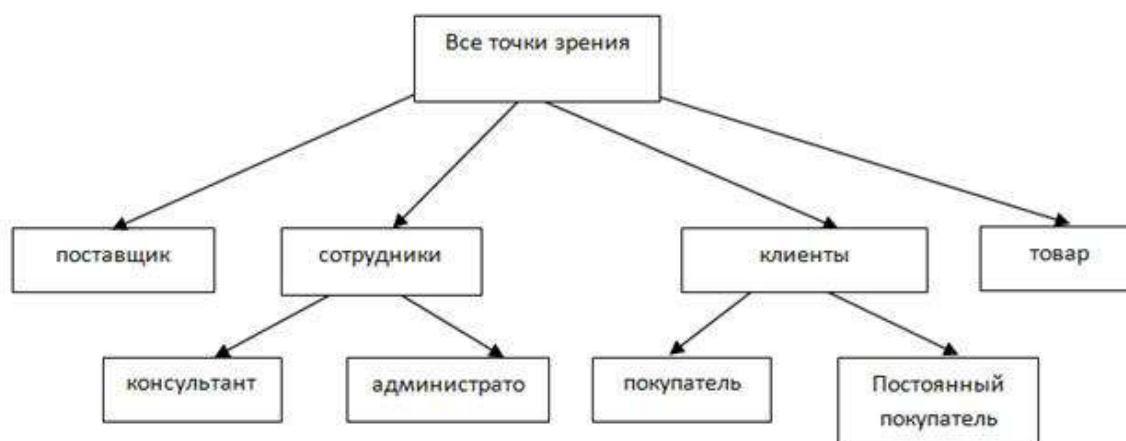 Все точки зрения
поставщик
сотрудники
клиенты
товар
консультант
администрато
покупатель
Постоянный
покупатель